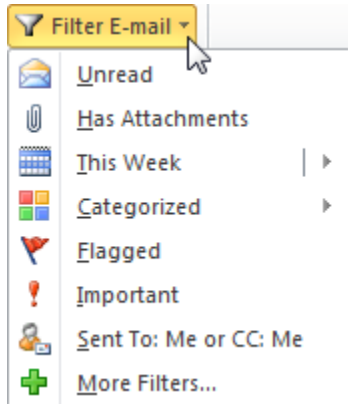 Filter E-mail
Unread
Has Attachments
This Week
Categorized
Flagged
Important
Sent To: Me or CC: Me
More Filters...